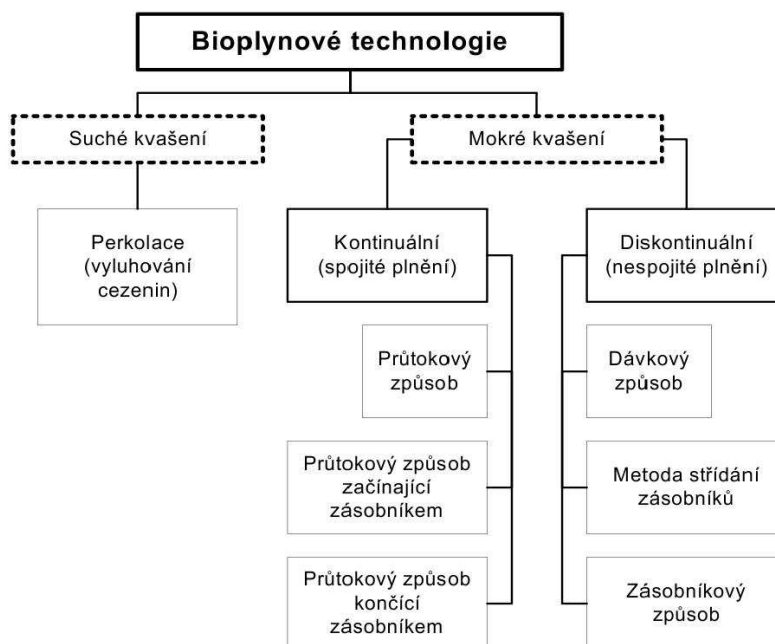 Bioplynové technologie
Suché kvašení
Mokré kvašení
Perkolace
(vyluhování
cezenin)
Kontinuální
(spojité plnění)
Diskontinuální
(nespojité plnění)
Průtokový
způsob
Dávkový
způsob
Průtokový způsob
začínající
zásobníkem
Metoda střídání
zásobníků
Průtokový způsob
končící
zásobníkem
Zásobníkový
způsob